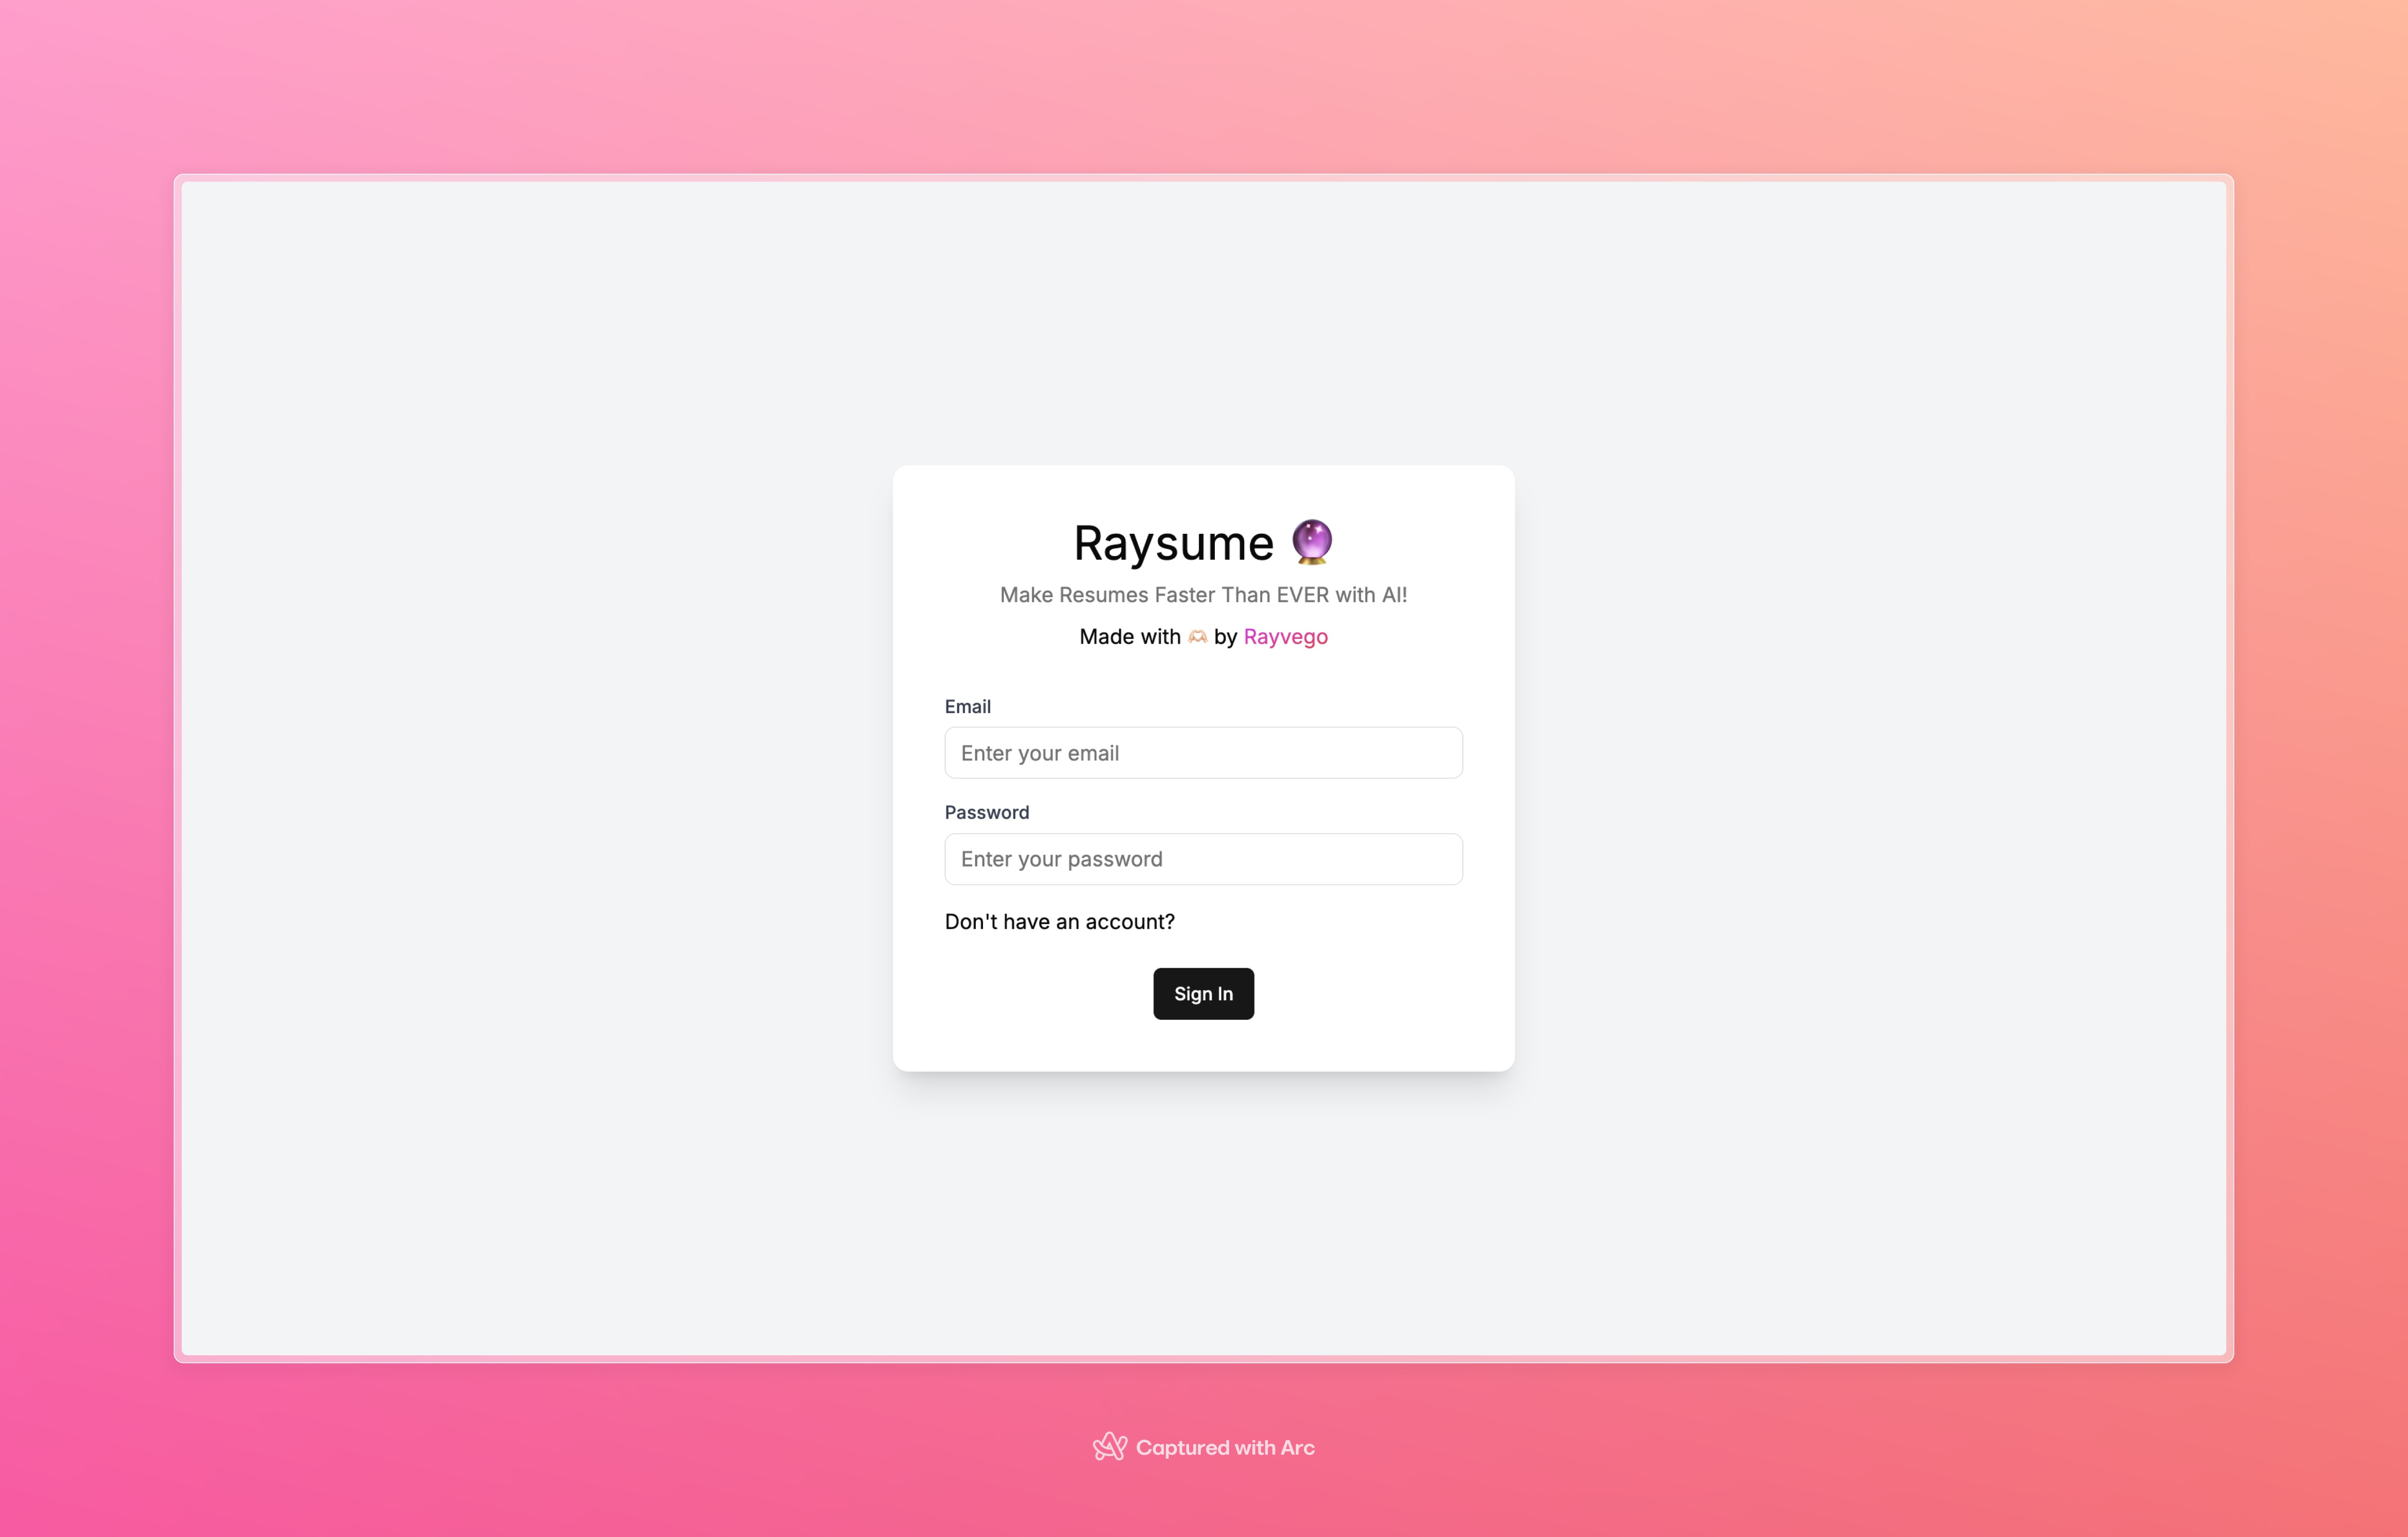 Raysume 🔮
Make Resumes Faster Than EVER with AI!
Made with 🫶🏻 by Rayvego
Email
Enter your email
Password
Enter your password
Don't have an account?
Sign In
Captured with Arc